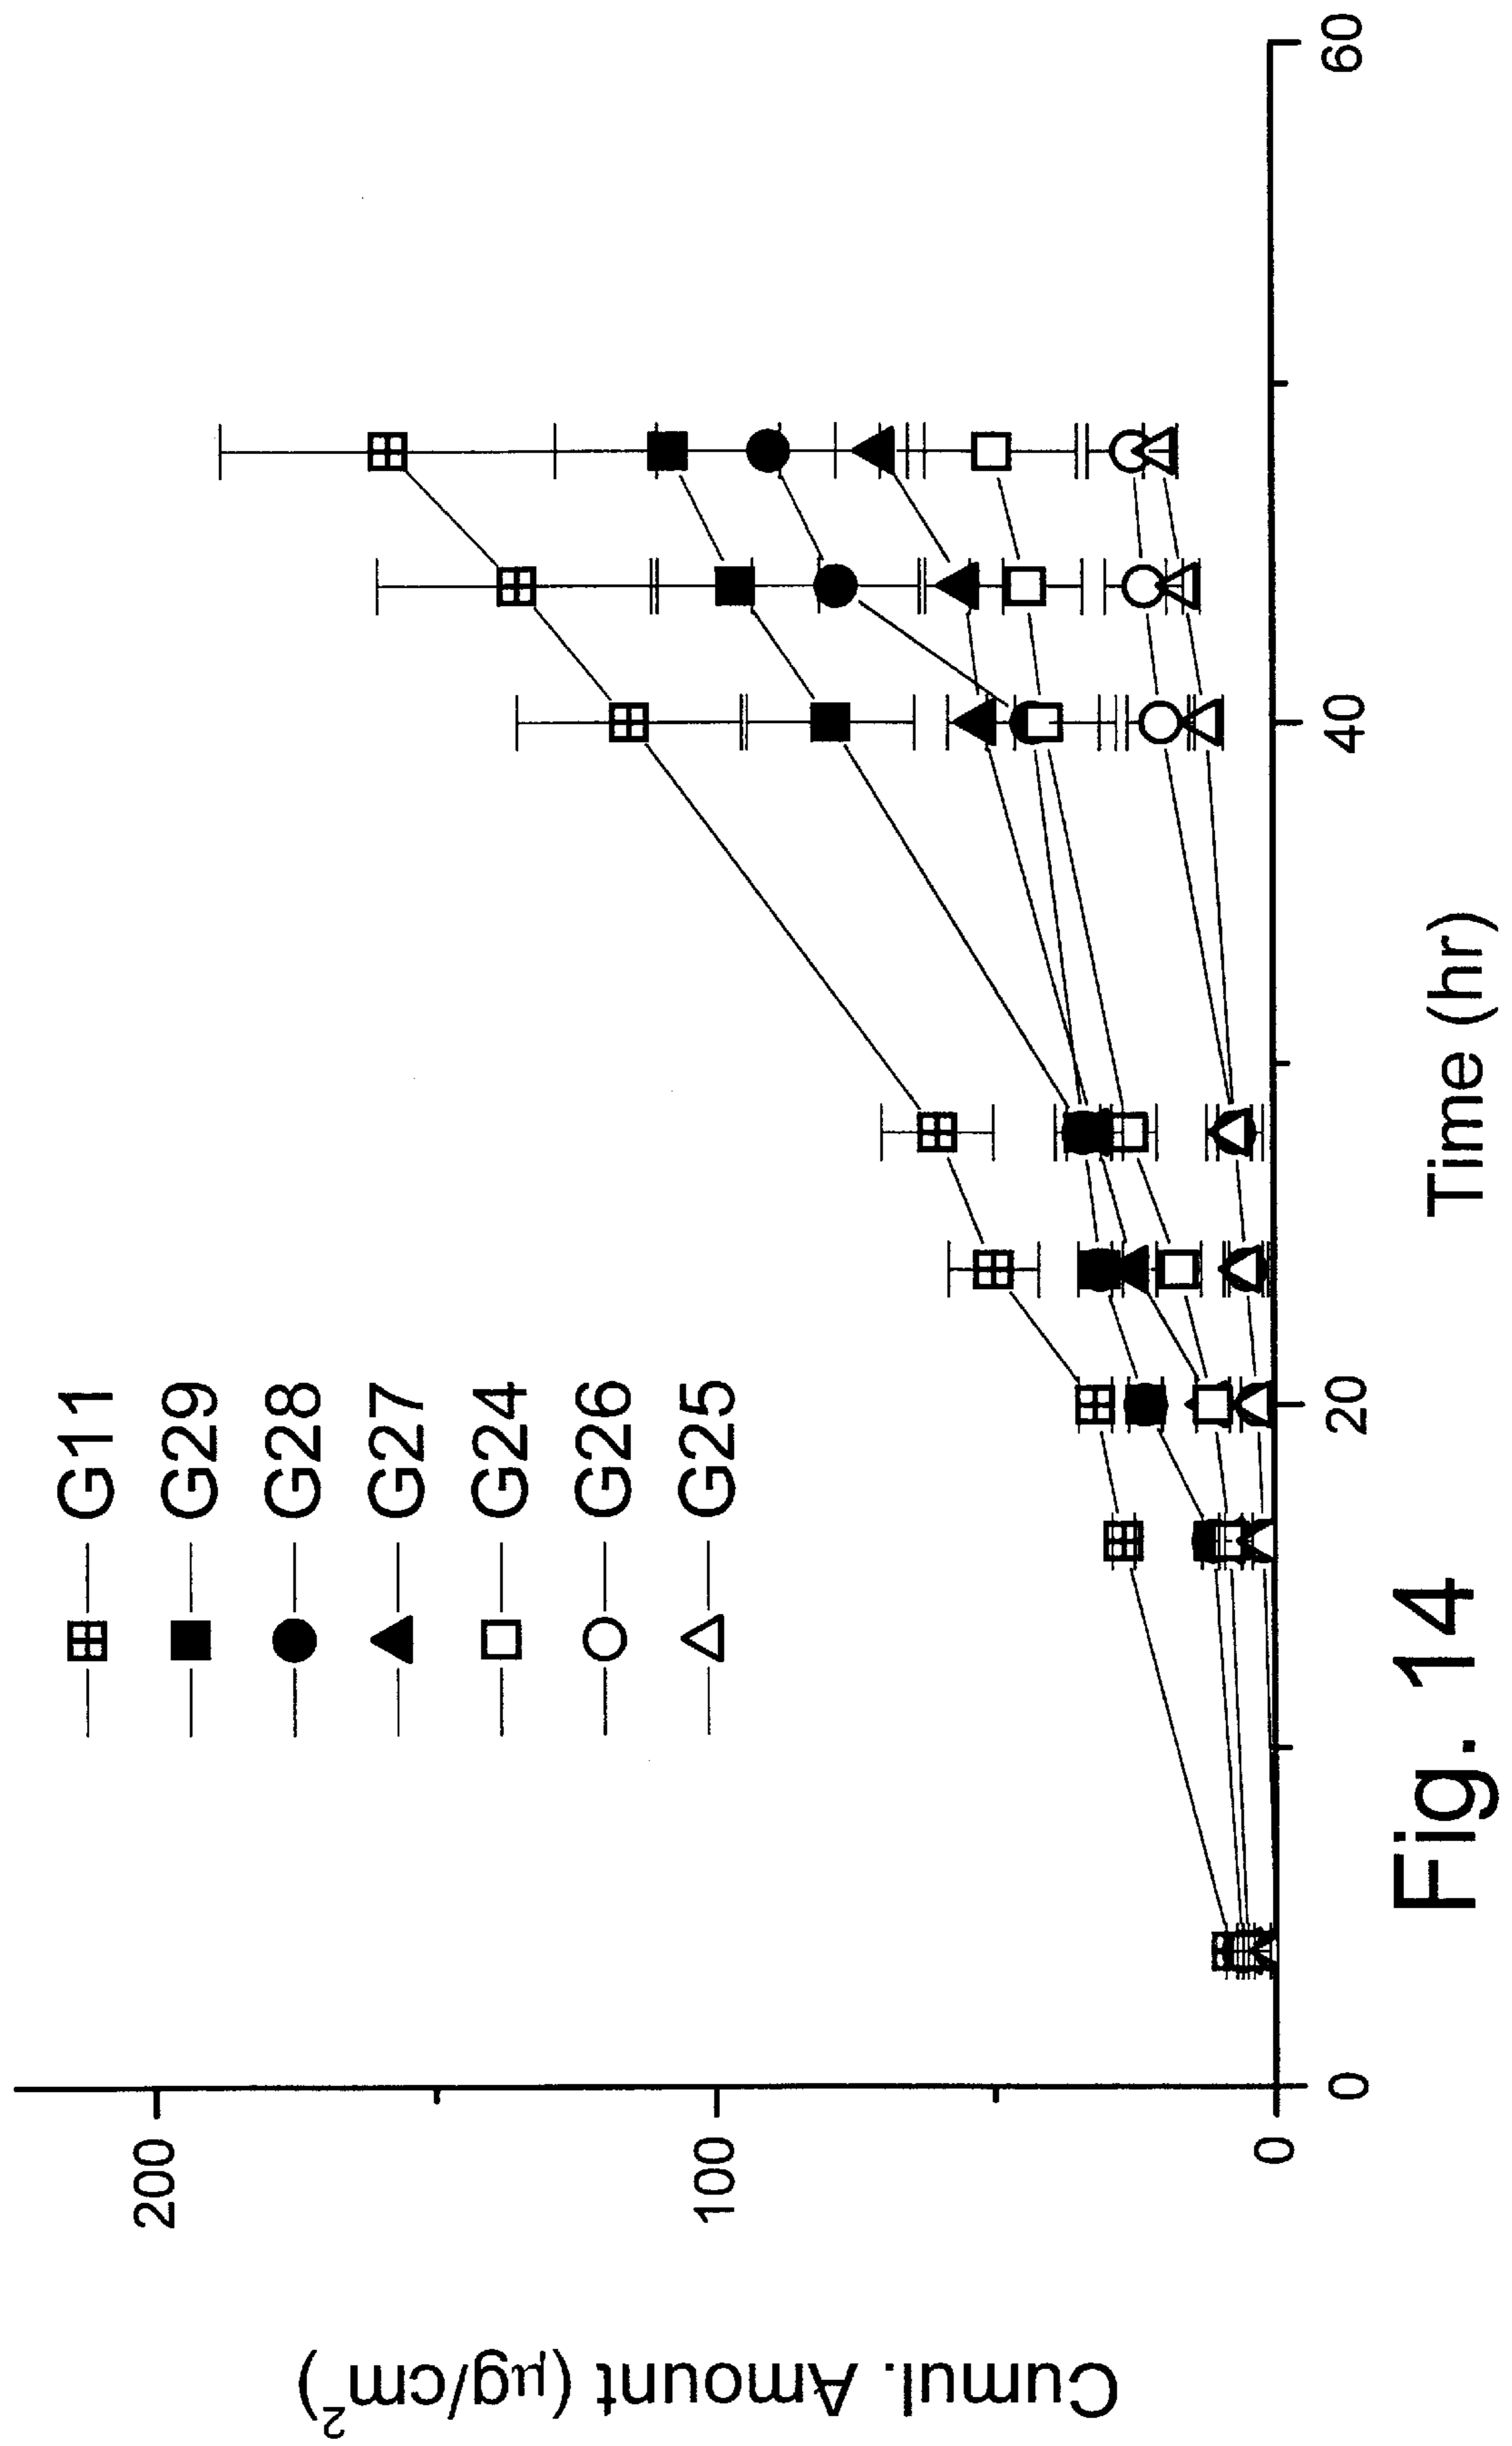 G11
G29
G28
G27
G24
G26
G25
Cumul. Amount (µg/cm²)
200
100
0
0
20
40
60
Time (hr)
Fig. 14